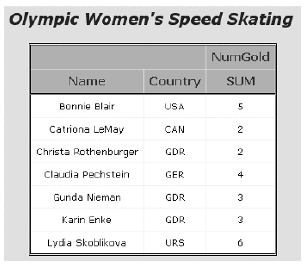 Olympic Women's Speed Skating
NumGold
Name Country SUM
Bonnie Blair USA 5
Catriona LeMay CAN 2
Christa Rothenburger GDR 2
Claudia Pechstein GER 4
Gunda Nieman GDR 3
Karin Enke GDR 3
Lydia Skoblikova URS 6